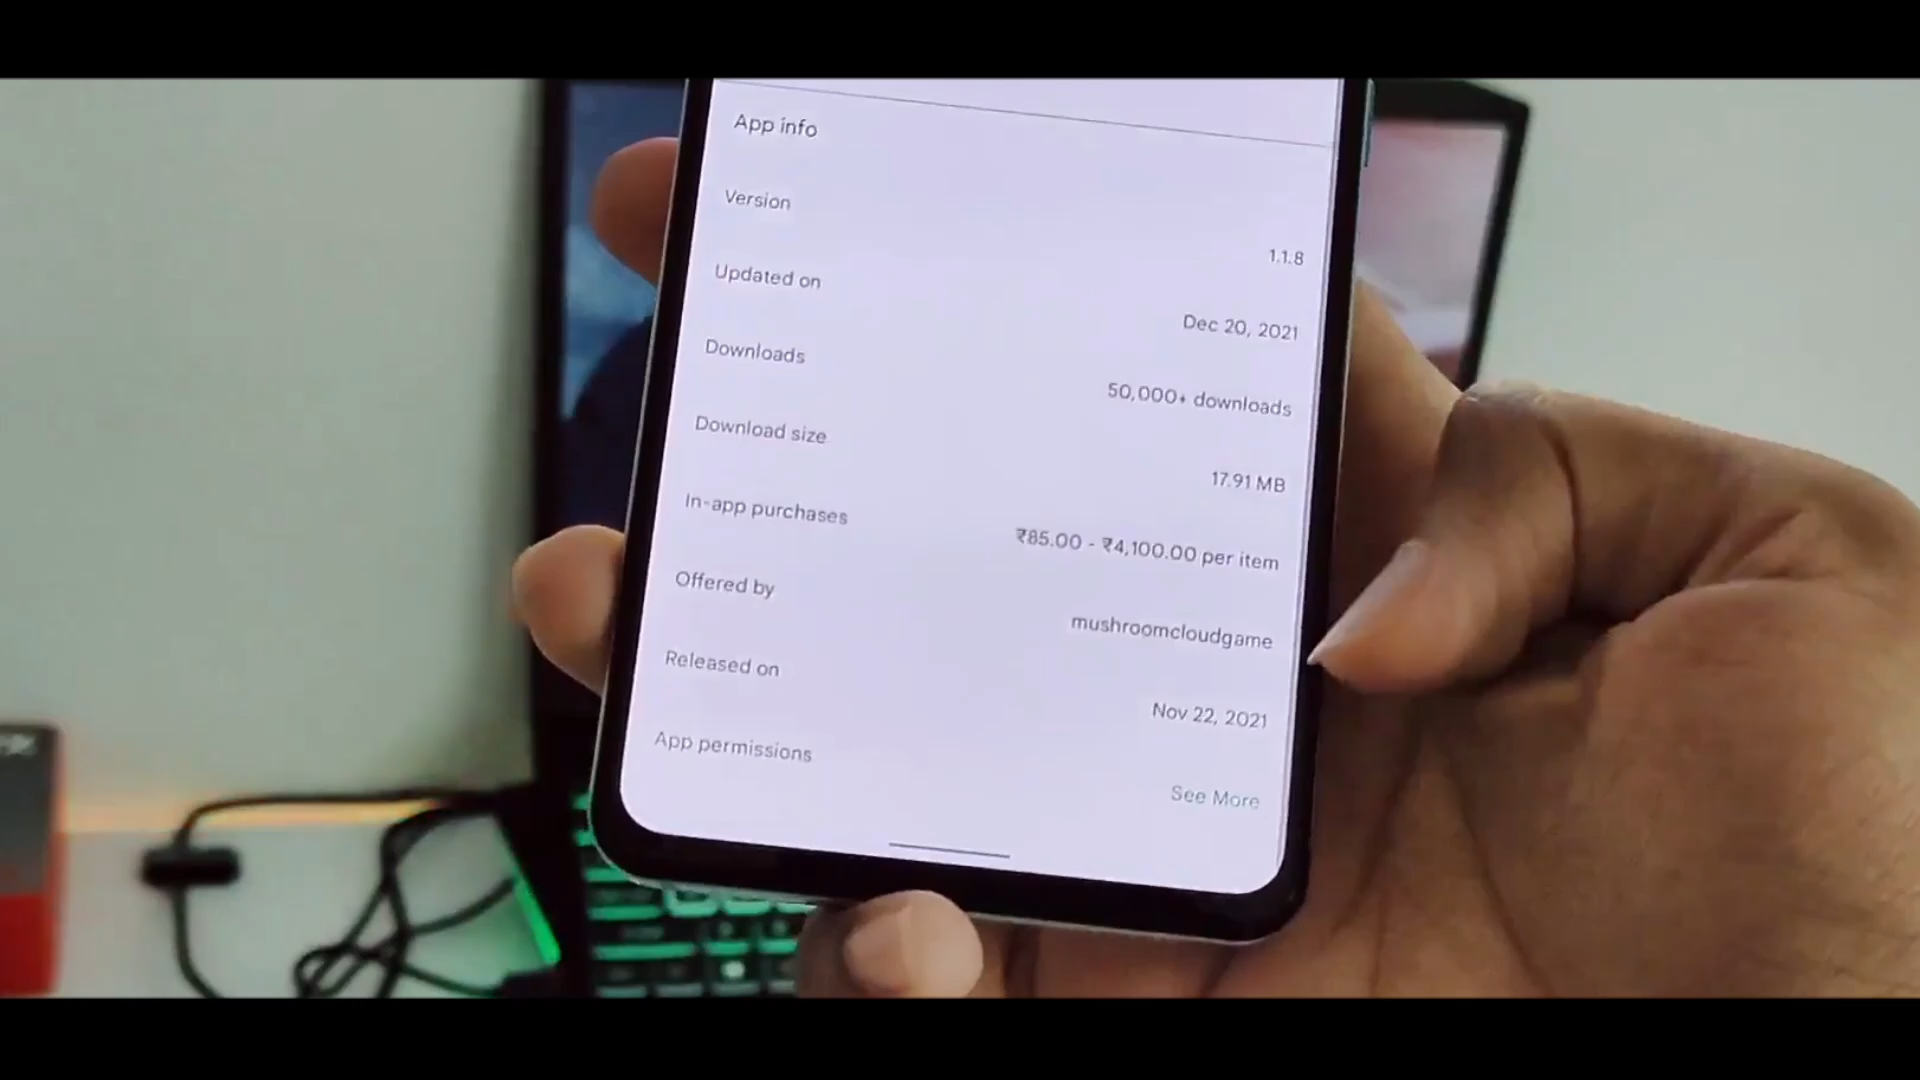 App info
Version
1.1.8
Updated on
Dec 20, 2021
Downloads
50,000+ downloads
Download size
17.91 MB
In-app purchases
₹85.00 - ₹4,100.00 per item
Offered by
mushroomcloudgame
Released on
Nov 22, 2021
App permissions
See More